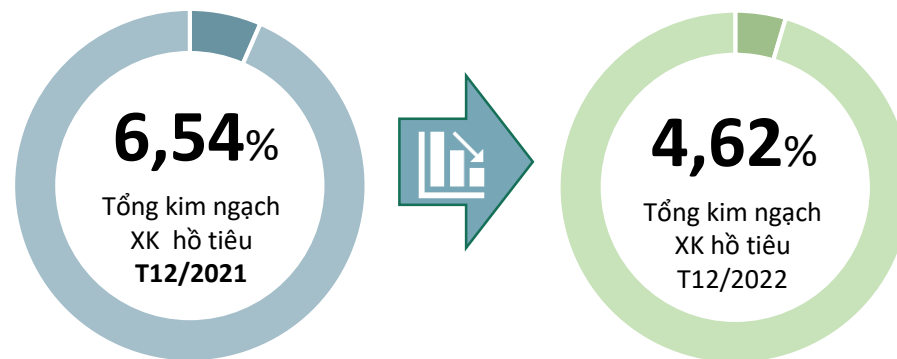 6,54%
Tổng kim ngạch
XK hồ tiêu
T12/2021
4,62%
Tổng kim ngạch
XK hồ tiêu
T12/2022